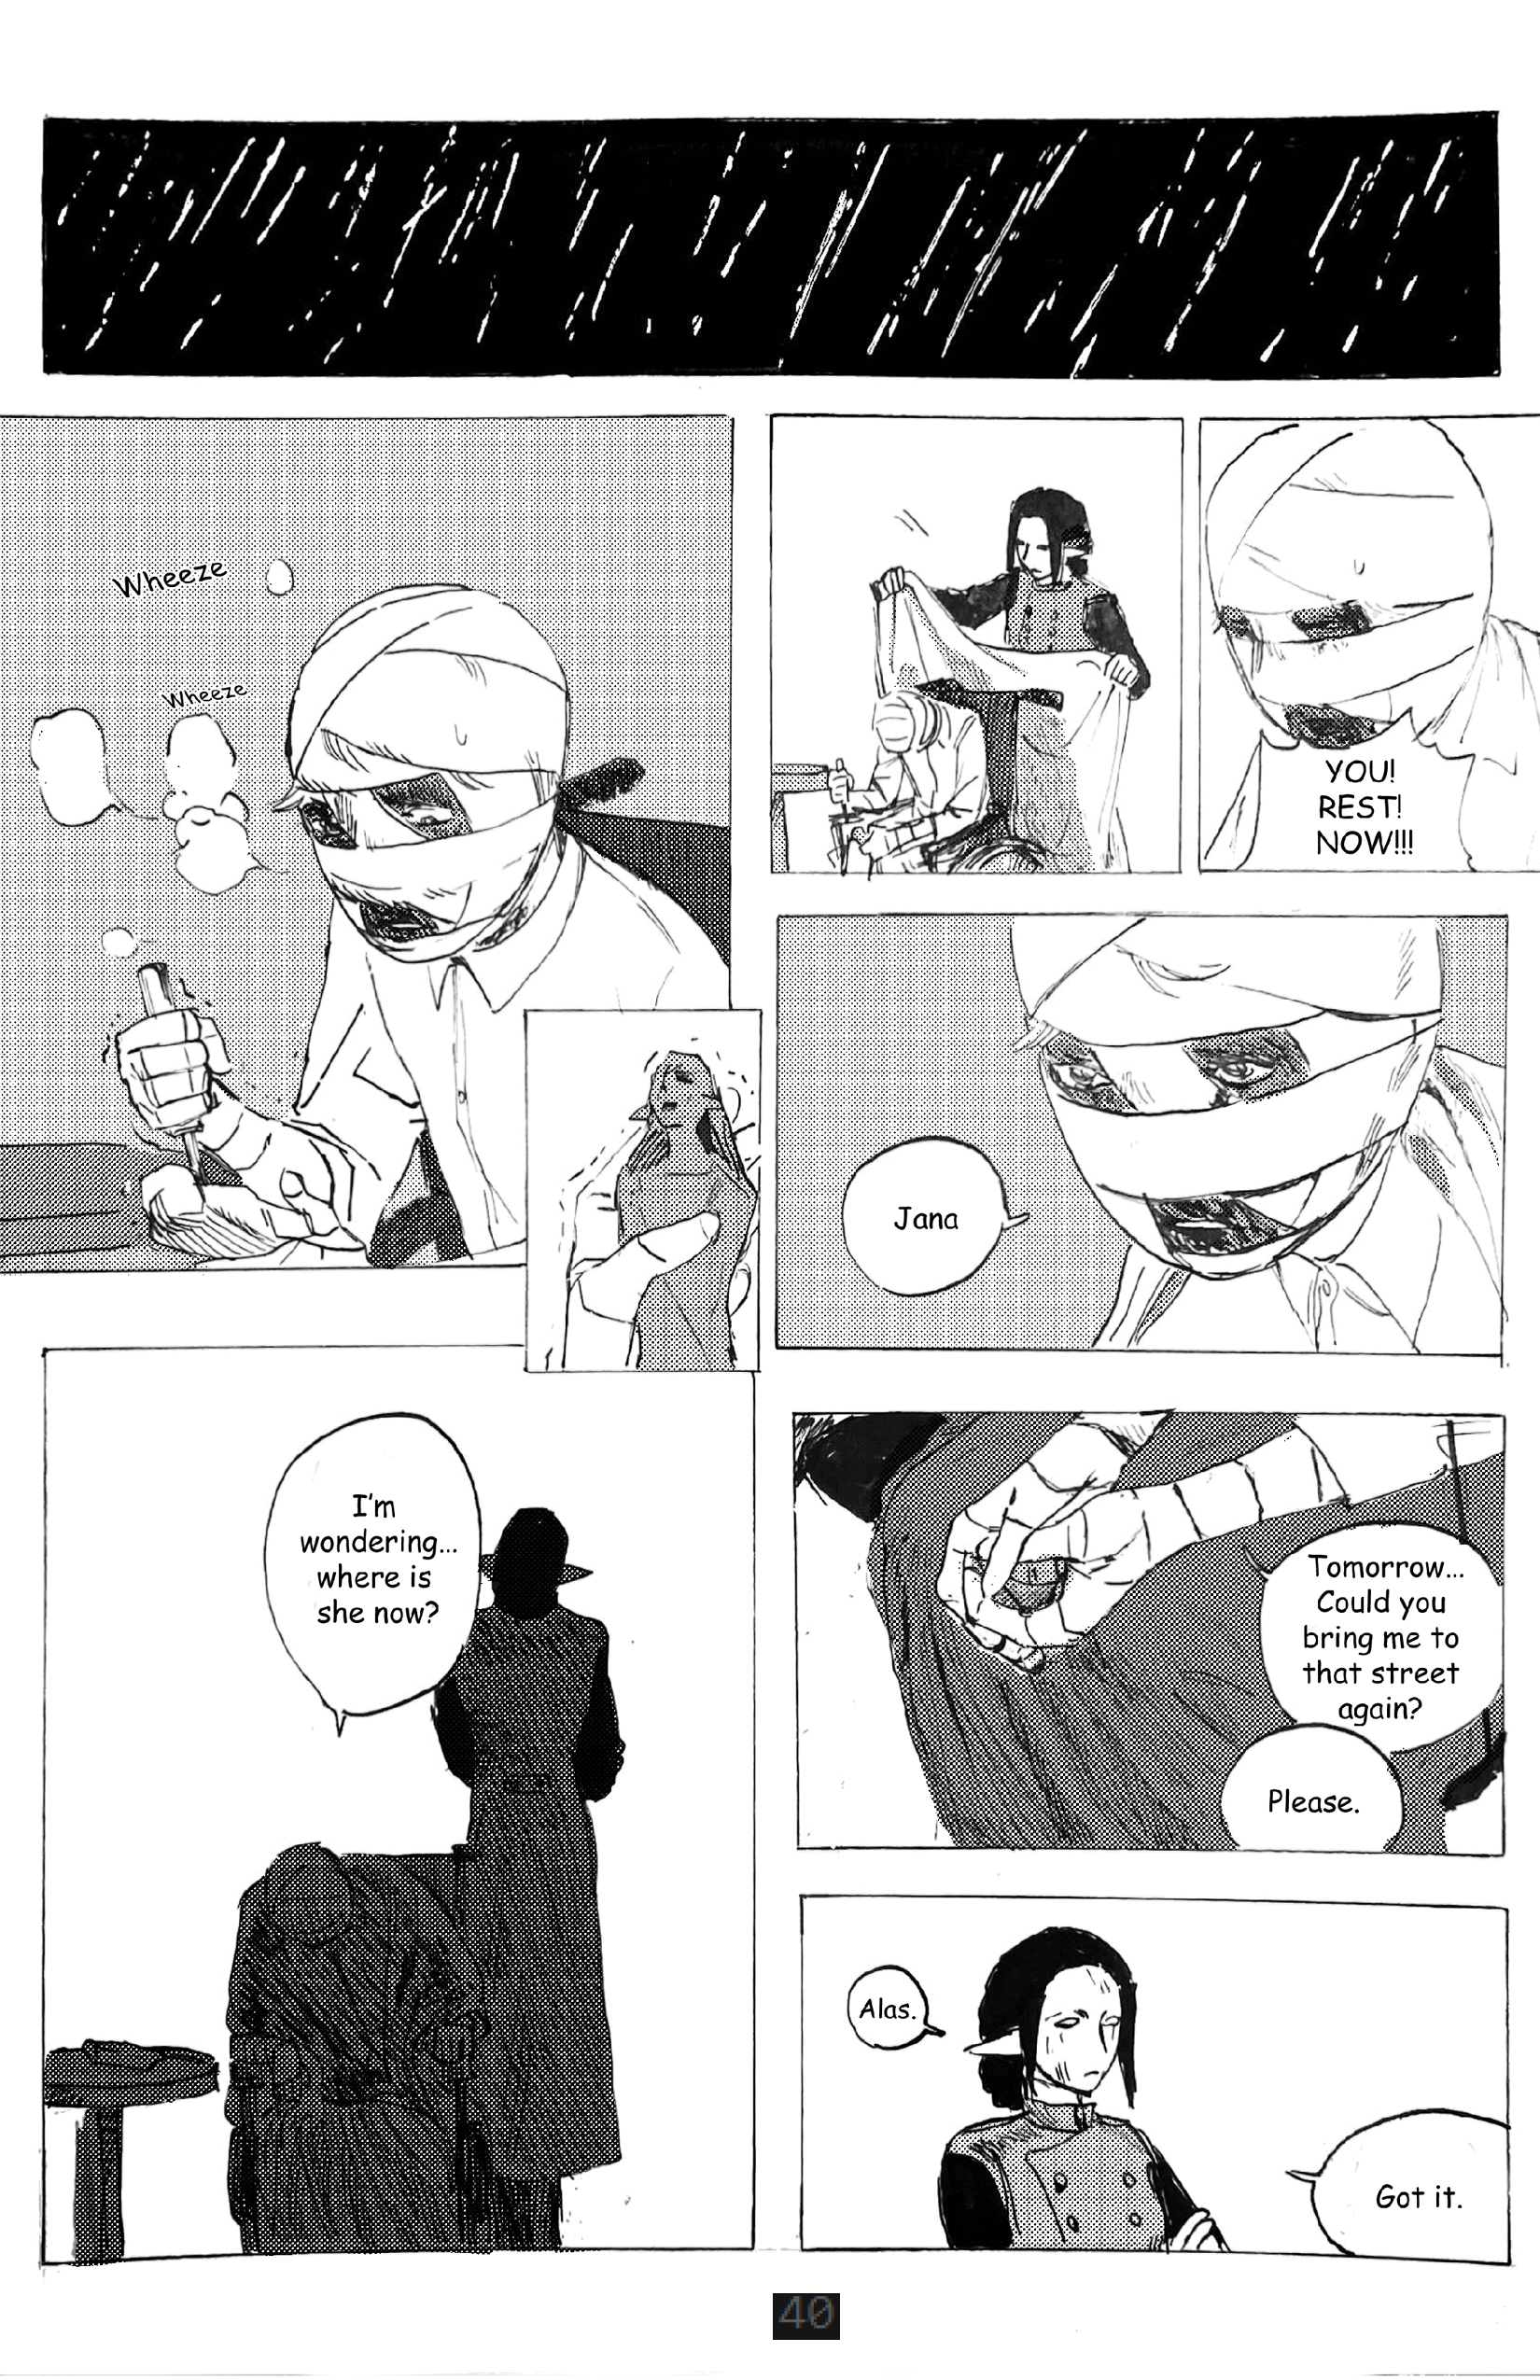 Wheeze
Wheeze
YOU!
REST!
NOW!!!
Jana
I'm
wondering...
where is
she now?
Tomorrow...
Could you
bring me to
that street
again?
Please.
Alas.
Got it.
40